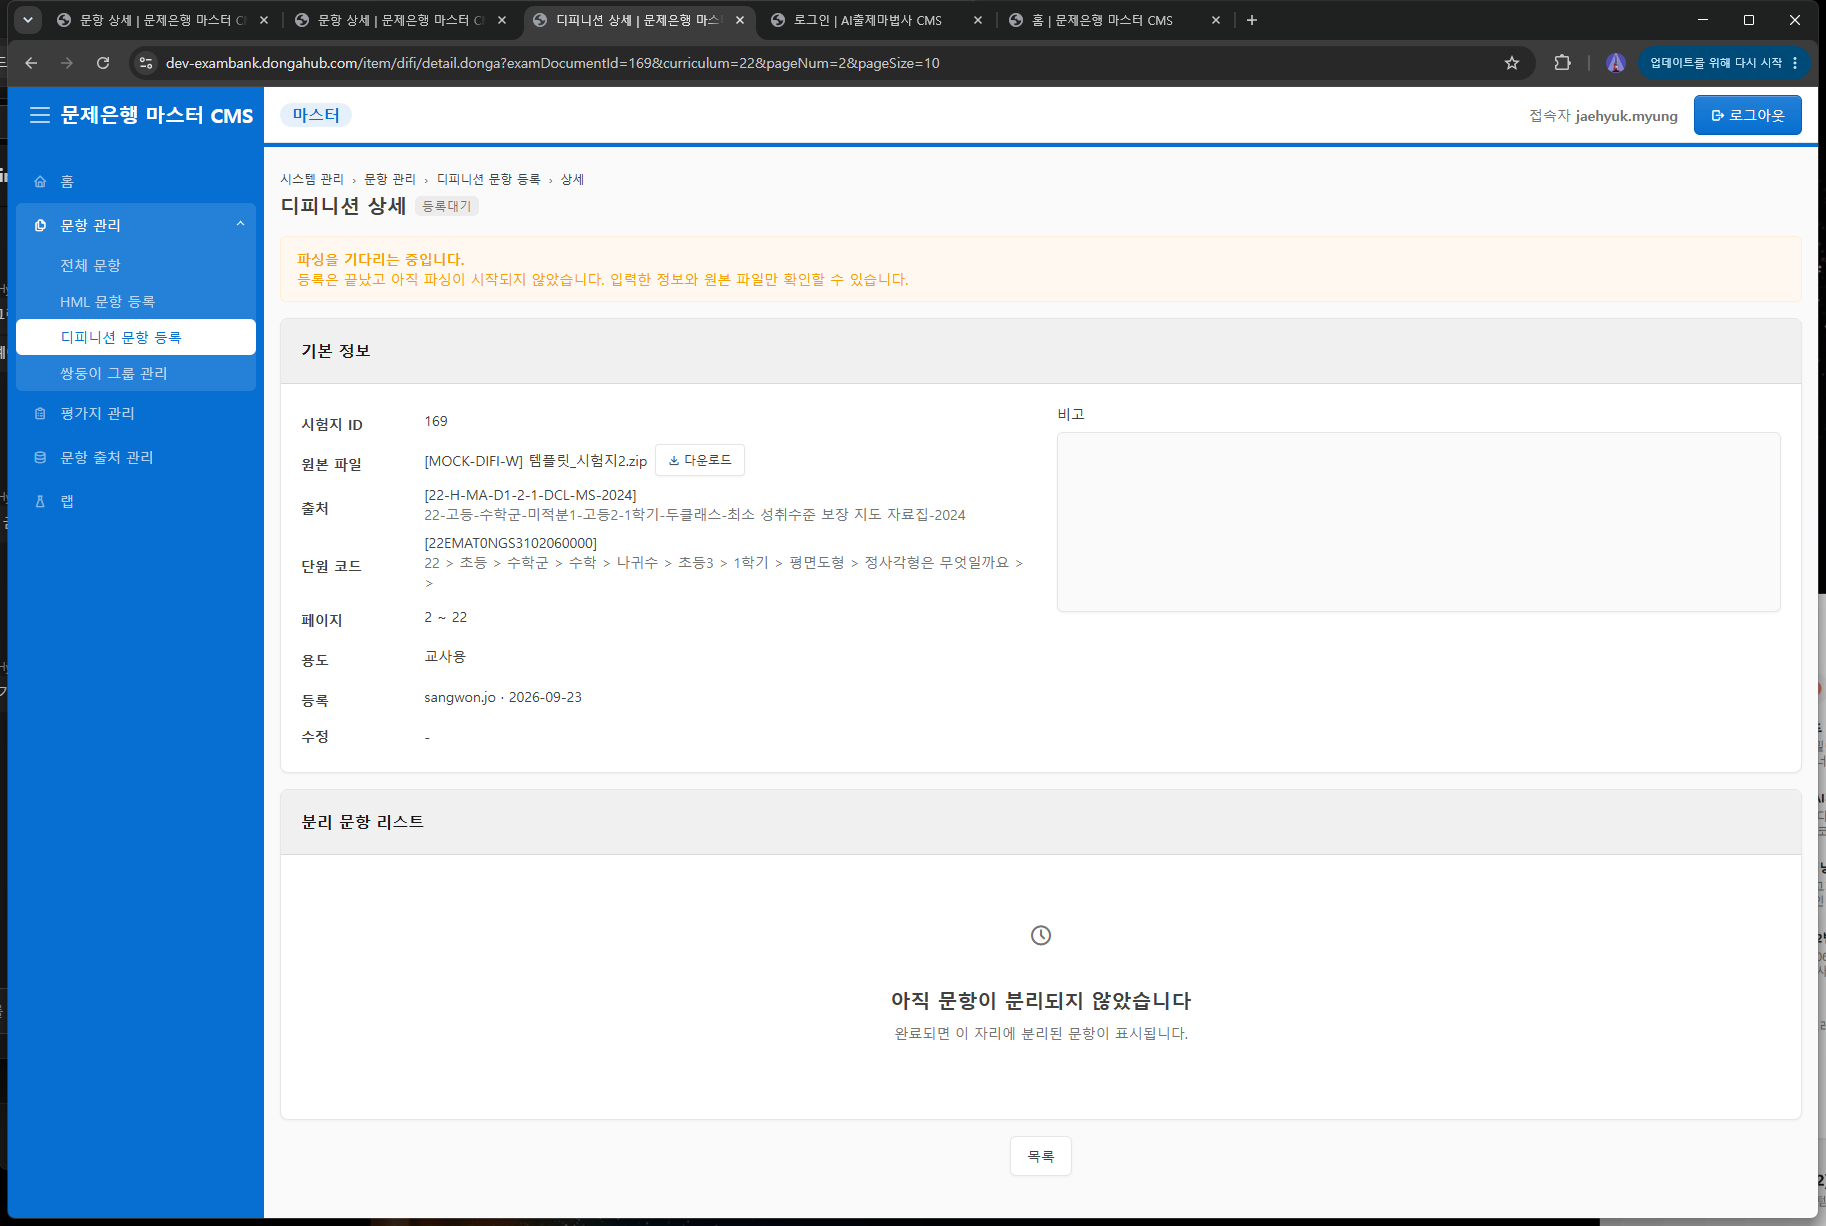 문항 상세 | 문제은행 마스터 CM
문항 상세 | 문제은행 마스터 CM
디피니션 상세 | 문제은행 마스
로그인 | AI출제마법사 CMS
홈 | 문제은행 마스터 CMS
dev-exambank.dongahub.com/item/difi/detail.donga?examDocumentId=169&curriculum=22&pageNum=2&pageSize=10
업데이트를 위해 다시 시작
문제은행 마스터 CMS
마스터
접속자 jaehyuk.myung
로그아웃
홈
문항 관리
전체 문항
HML 문항 등록
디피니션 문항 등록
쌍둥이 그룹 관리
평가지 관리
문항 출처 관리
랩
시스템 관리 › 문항 관리 › 디피니션 문항 등록 › 상세
디피니션 상세 등록대기
파싱을 기다리는 중입니다.
등록은 끝났고 아직 파싱이 시작되지 않았습니다. 입력한 정보와 원본 파일만 확인할 수 있습니다.
기본 정보
시험지 ID 169
원본 파일 [MOCK-DIFI-W] 템플릿_시험지2.zip 다운로드
출처 [22-H-MA-D1-2-1-DCL-MS-2024]
22-고등-수학군-미적분1-고등2-1학기-두클래스-최소 성취수준 보장 지도 자료집-2024
단원 코드 [22EMAT0NGS3102060000]
22 > 초등 > 수학군 > 수학 > 나귀수 > 초등3 > 1학기 > 평면도형 > 정사각형은 무엇일까요 >
>
페이지 2 ~ 22
용도 교사용
등록 sangwon.jo · 2026-09-23
수정 -
비고
분리 문항 리스트
아직 문항이 분리되지 않았습니다
완료되면 이 자리에 분리된 문항이 표시됩니다.
목록